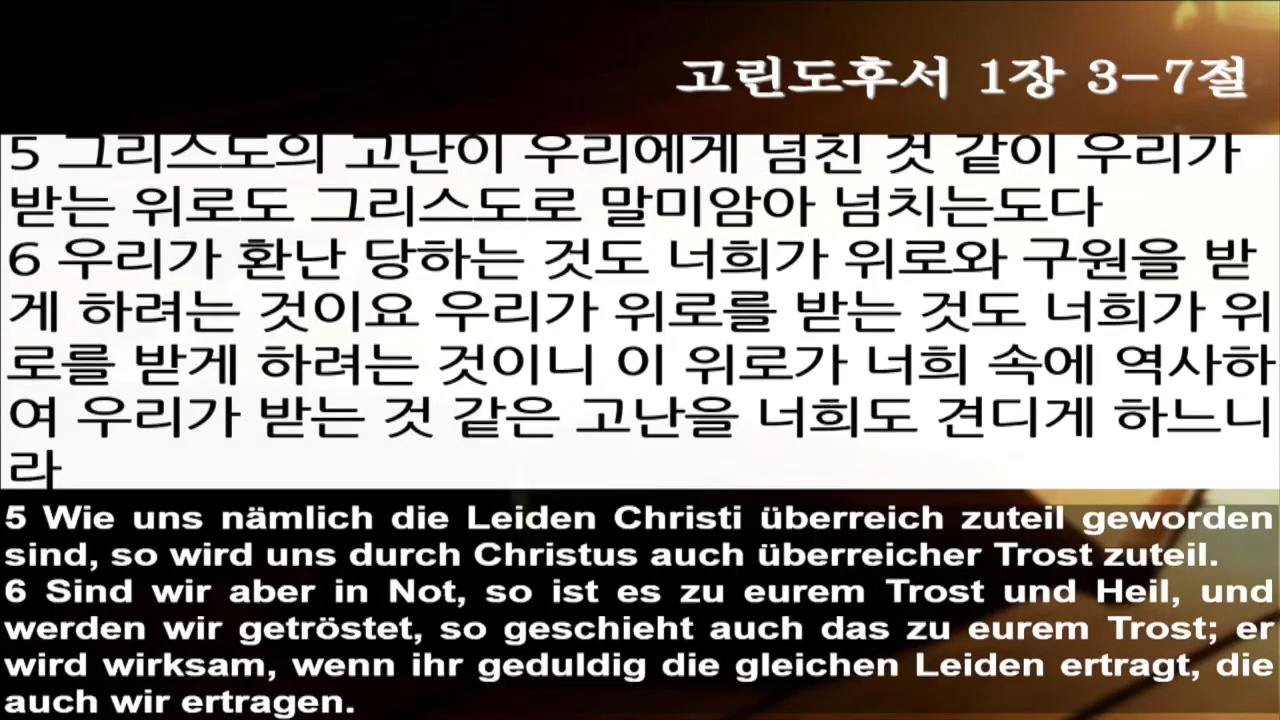 고린도후서 1장 3-7절
5 그리스도의 고난이 우리에게 넘친 것 같이 우리가
받는 위로도 그리스도로 말미암아 넘치는도다
6 우리가 환난 당하는 것도 너희가 위로와 구원을 받
게 하려는 것이요 우리가 위로를 받는 것도 너희가 위
로를 받게 하려는 것이니 이 위로가 너희 속에 역사하
여 우리가 받는 것 같은 고난을 너희도 견디게 하느니
라
5 Wie uns nämlich die Leiden Christi überreich zuteil geworden
sind, so wird uns durch Christus auch überreicher Trost zuteil.
6 Sind wir aber in Not, so ist es zu eurem Trost und Heil, und
werden wir getröstet, so geschieht auch das zu eurem Trost; er
wird wirksam, wenn ihr geduldig die gleichen Leiden ertragt, die
auch wir ertragen.